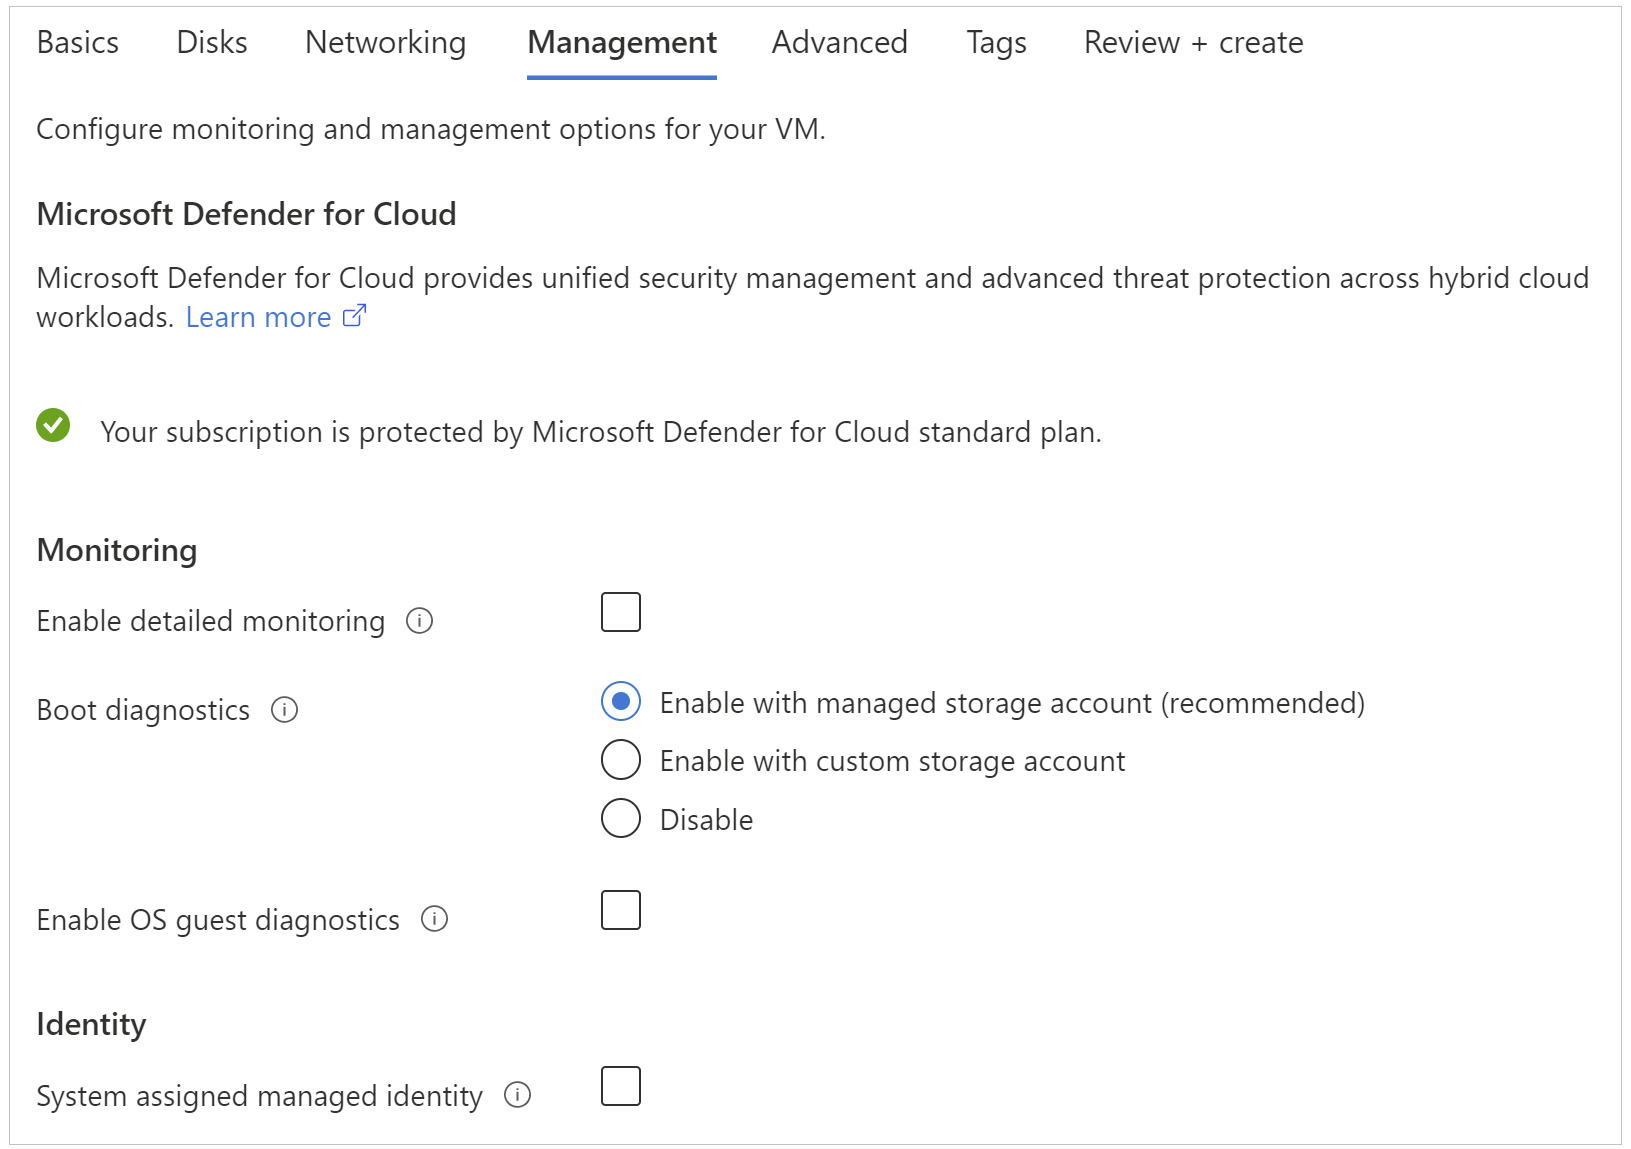 Basics Disks Networking Management Advanced Tags Review + create
Configure monitoring and management options for your VM.
Microsoft Defender for Cloud
Microsoft Defender for Cloud provides unified security management and advanced threat protection across hybrid cloud
workloads. Learn more
Your subscription is protected by Microsoft Defender for Cloud standard plan.
Monitoring
Enable detailed monitoring
Boot diagnostics
Enable with managed storage account (recommended)
Enable with custom storage account
Disable
Enable OS guest diagnostics
Identity
System assigned managed identity